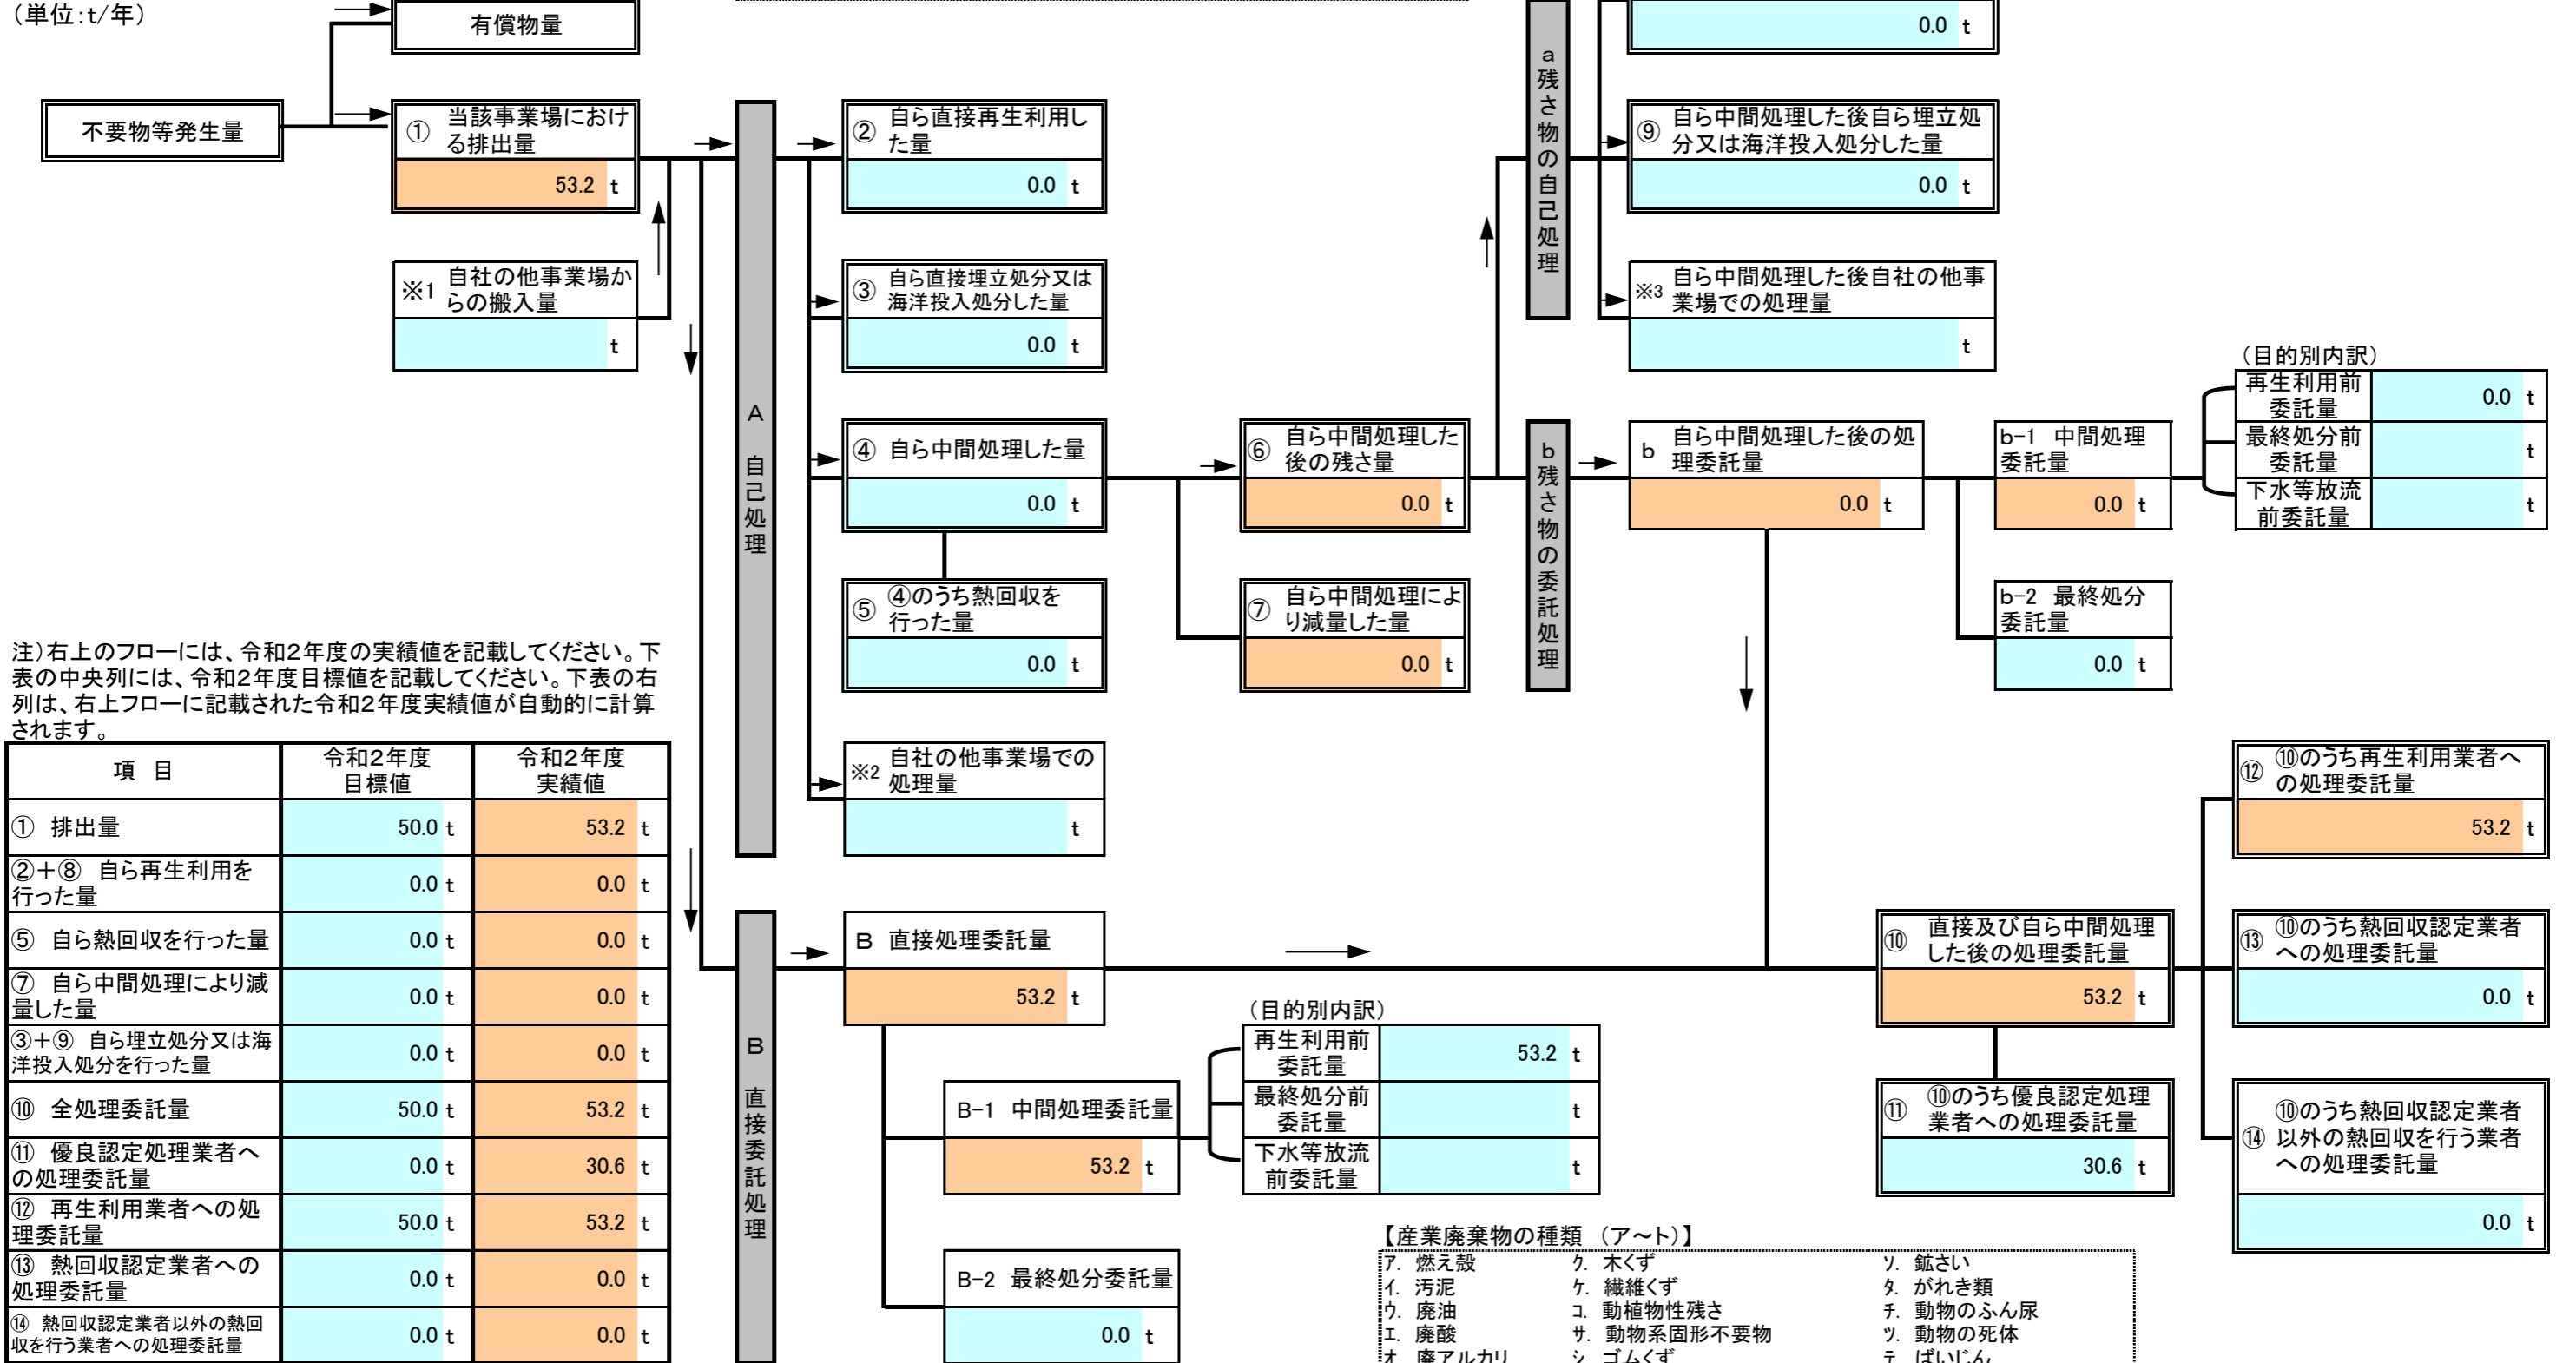 （単位：t/年）
有償物量
不要物等発生量
① 当該事業場におけ
る排出量
53.2 t
※1 自社の他事業場か
らの搬入量
t
A 自己処理
② 自ら直接再生利用し
た量
0.0 t
③ 自ら直接埋立処分又は
海洋投入処分した量
0.0 t
④ 自ら中間処理した量
0.0 t
⑤ ④のうち熱回収を
行った量
0.0 t
※2 自社の他事業場での
処理量
t
⑥ 自ら中間処理した
後の残さ量
0.0 t
⑦ 自ら中間処理によ
り減量した量
0.0 t
a 残さ物の自己処理
0.0 t
⑨ 自ら中間処理した後自ら埋立処
分又は海洋投入処分した量
0.0 t
※3 自ら中間処理した後自社の他事
業場での処理量
t
b 残さ物の委託処理
b 自ら中間処理した後の処
理委託量
0.0 t
b-1 中間処理
委託量
0.0 t
（目的別内訳）
再生利用前
委託量
0.0 t
最終処分前
委託量
t
下水等放流
前委託量
t
b-2 最終処分
委託量
0.0 t
注）右上のフローには、令和2年度の実績値を記載してください。下
表の中央列には、令和2年度目標値を記載してください。下表の右
列は、右上フローに記載された令和2年度実績値が自動的に計算
されます。
項 目 令和2年度 目標値 令和2年度 実績値
① 排出量 50.0 t 53.2 t
②＋⑧ 自ら再生利用を
行った量 0.0 t 0.0 t
⑤ 自ら熱回収を行った量 0.0 t 0.0 t
⑦ 自ら中間処理により減
量した量 0.0 t 0.0 t
③＋⑨ 自ら埋立処分又は海
洋投入処分を行った量 0.0 t 0.0 t
⑩ 全処理委託量 50.0 t 53.2 t
⑪ 優良認定処理業者へ
の処理委託量 0.0 t 30.6 t
⑫ 再生利用業者への処
理委託量 50.0 t 53.2 t
⑬ 熱回収認定業者への
処理委託量 0.0 t 0.0 t
⑭ 熱回収認定業者以外の熱回
収を行う業者への処理委託量 0.0 t 0.0 t
B 直接委託処理
B 直接処理委託量
53.2 t
B-1 中間処理委託量
53.2 t
（目的別内訳）
再生利用前
委託量
53.2 t
最終処分前
委託量
t
下水等放流
前委託量
t
B-2 最終処分委託量
0.0 t
⑩ 直接及び自ら中間処理
した後の処理委託量
53.2 t
⑪ ⑩のうち優良認定処理
業者への処理委託量
30.6 t
⑫ ⑩のうち再生利用業者へ
の処理委託量
53.2 t
⑬ ⑩のうち熱回収認定業者
への処理委託量
0.0 t
⑭ ⑩のうち熱回収認定業者
以外の熱回収を行う業者
への処理委託量
0.0 t
【産業廃棄物の種類 （ア～ト）】
ア. 燃え殻 ク. 木くず ソ. 鉱さい
イ. 汚泥 ケ. 繊維くず タ. がれき類
ウ. 廃油 コ. 動植物性残さ チ. 動物のふん尿
エ. 廃酸 サ. 動物系固形不要物 ツ. 動物の死体
オ. 廃アルカリ シ. ゴムくず テ. ばいじん